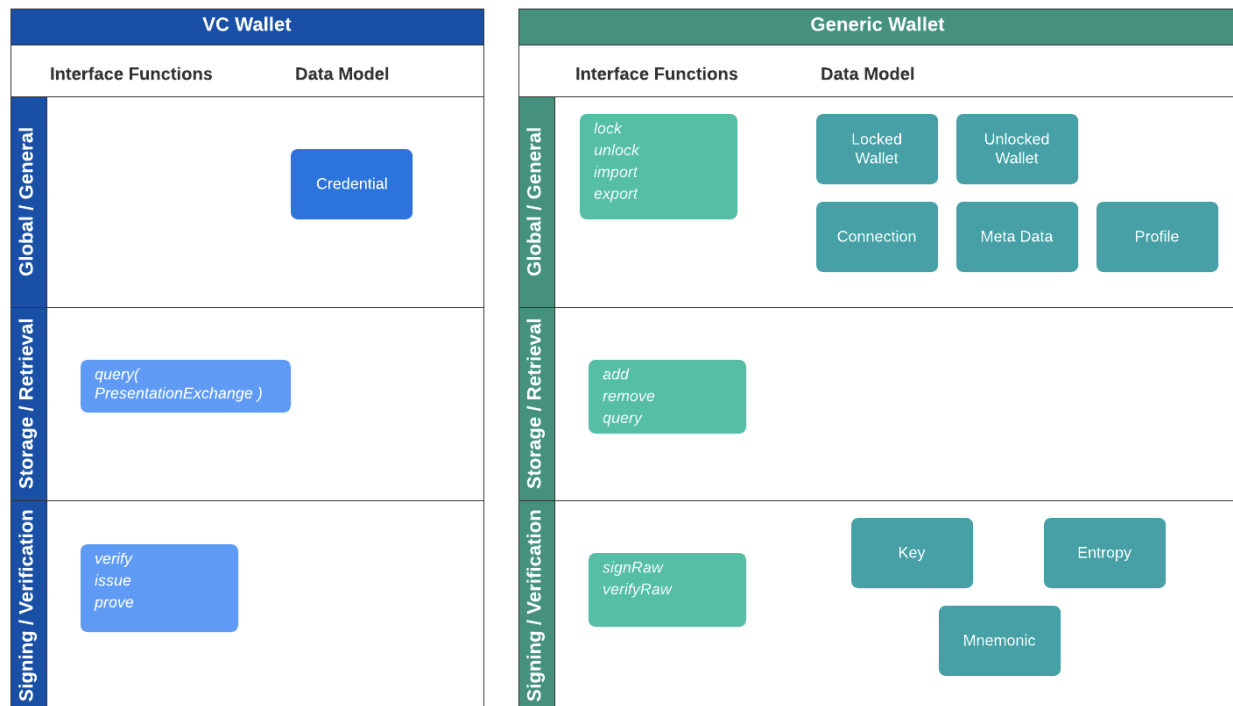 VC Wallet
Interface Functions
Data Model
Global / General
Credential
Storage / Retrieval
query(
PresentationExchange )
Signing / Verification
verify
issue
prove
Generic Wallet
Interface Functions
Data Model
Global / General
lock
unlock
import
export
Locked
Wallet
Unlocked
Wallet
Connection
Meta Data
Profile
Storage / Retrieval
add
remove
query
Signing / Verification
signRaw
verifyRaw
Key
Entropy
Mnemonic